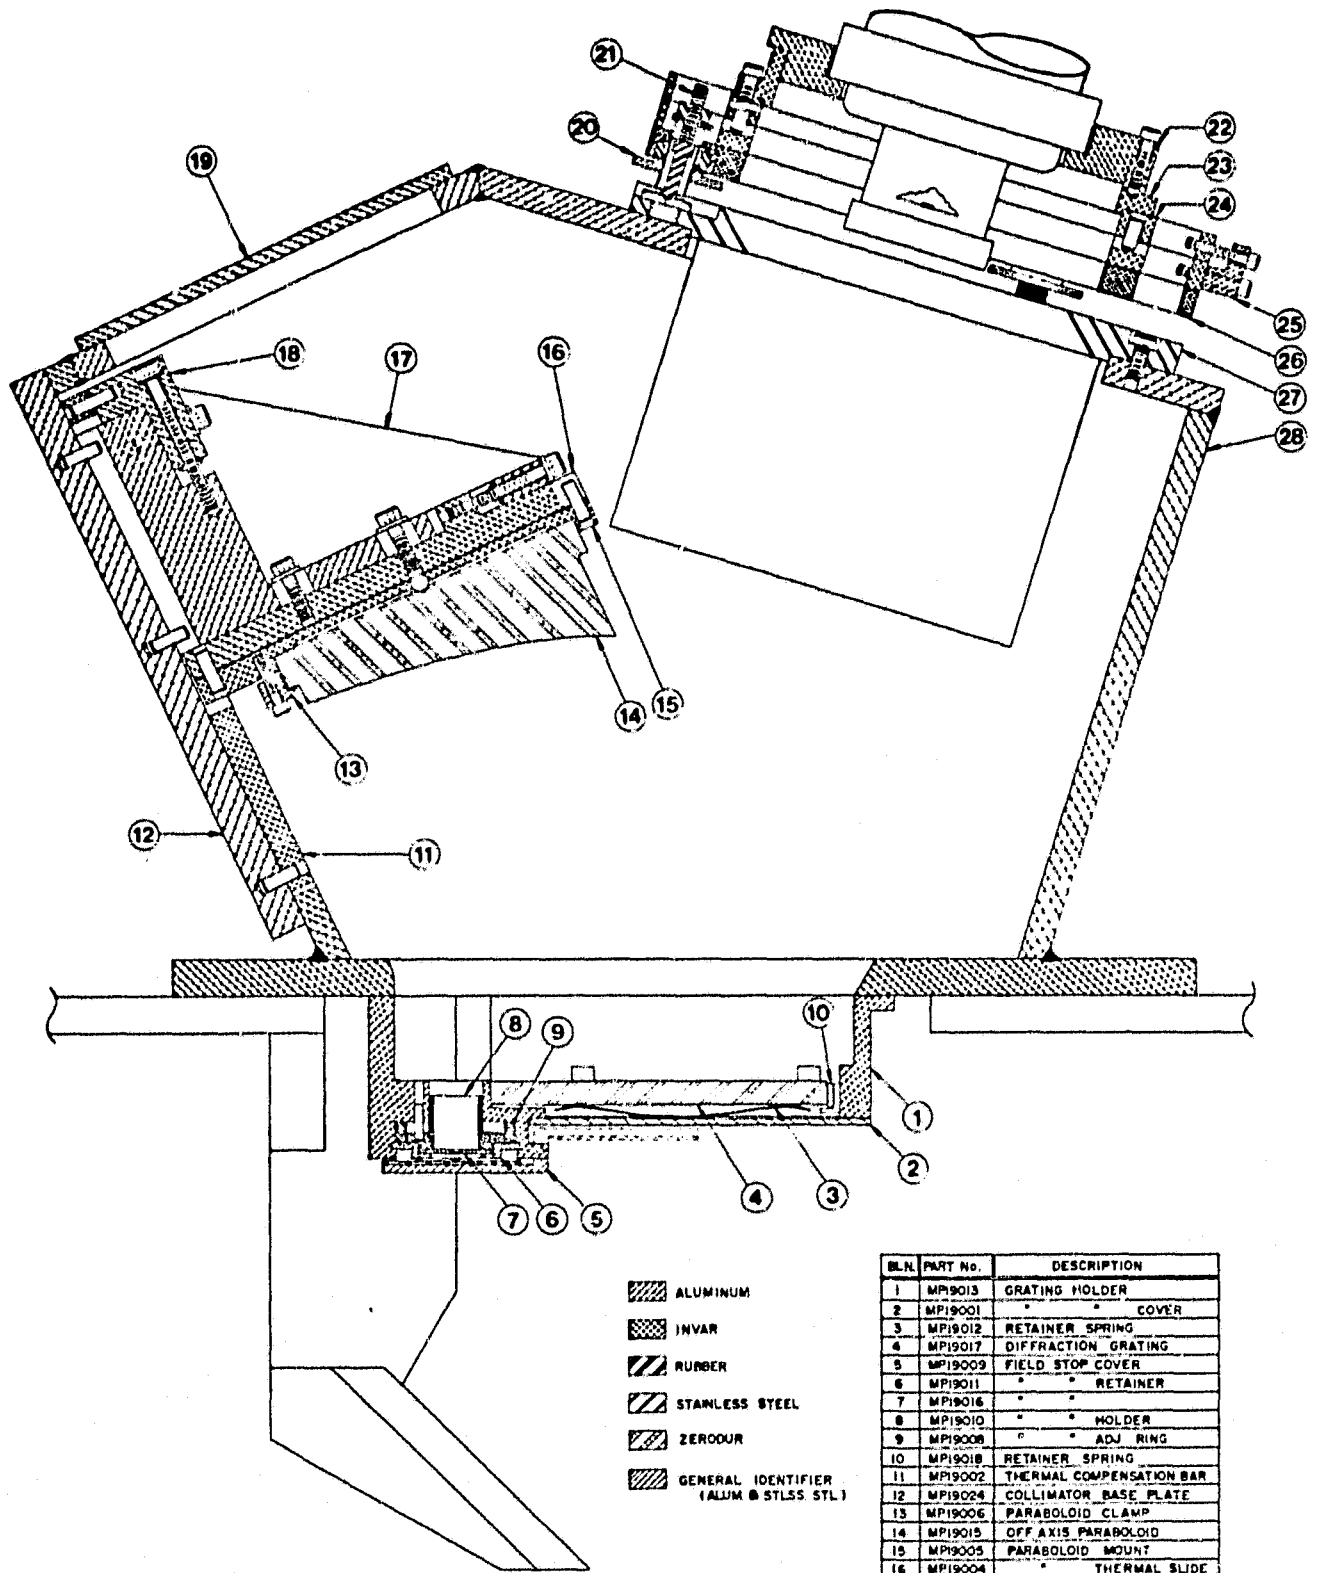 21
20
22
19
23
24
25
18
17
16
26
27
28
15
14
13
12
11
8
9
10
1
2
4
3
7
6
5
ALUMINUM
INVAR
RUBBER
STAINLESS STEEL
ZERODUR
GENERAL IDENTIFIER
(ALUM & STLSS. STL)
BLN. PART No. DESCRIPTION
1 MP19013 GRATING HOLDER
2 MP19001 " " COVER
3 MP19012 RETAINER SPRING
4 MP19017 DIFFRACTION GRATING
5 MP19009 FIELD STOP COVER
6 MP19011 " " RETAINER
7 MP19016 " "
8 MP19010 " " HOLDER
9 MP19008 " " ADJ RING
10 MP19018 RETAINER SPRING
11 MP19002 THERMAL COMPENSATION BAR
12 MP19024 COLLIMATOR BASE PLATE
13 MP19006 PARABOLOID CLAMP
14 MP19015 OFF AXIS PARABOLOID
15 MP19005 PARABOLOID MOUNT
16 MP19004 " THERMAL SLIDE